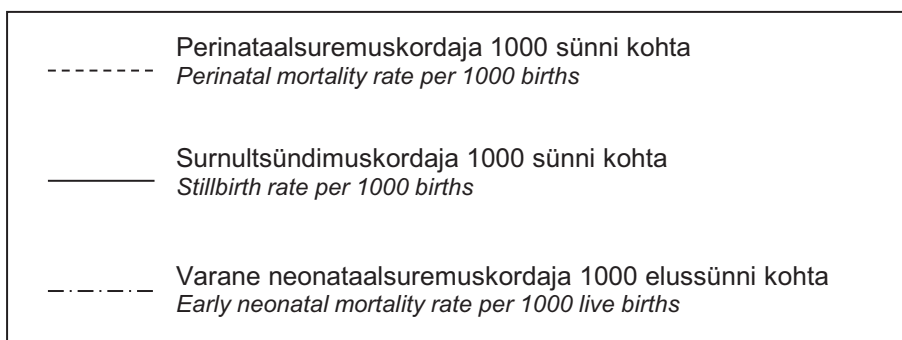 Perinataalsuremuskordaja 1000 sünni kohta
Perinatal mortality rate per 1000 births
Surnultsündimuskordaja 1000 sünni kohta
Stillbirth rate per 1000 births
Varane neonataalsuremuskordaja 1000 elussünni kohta
Early neonatal mortality rate per 1000 live births